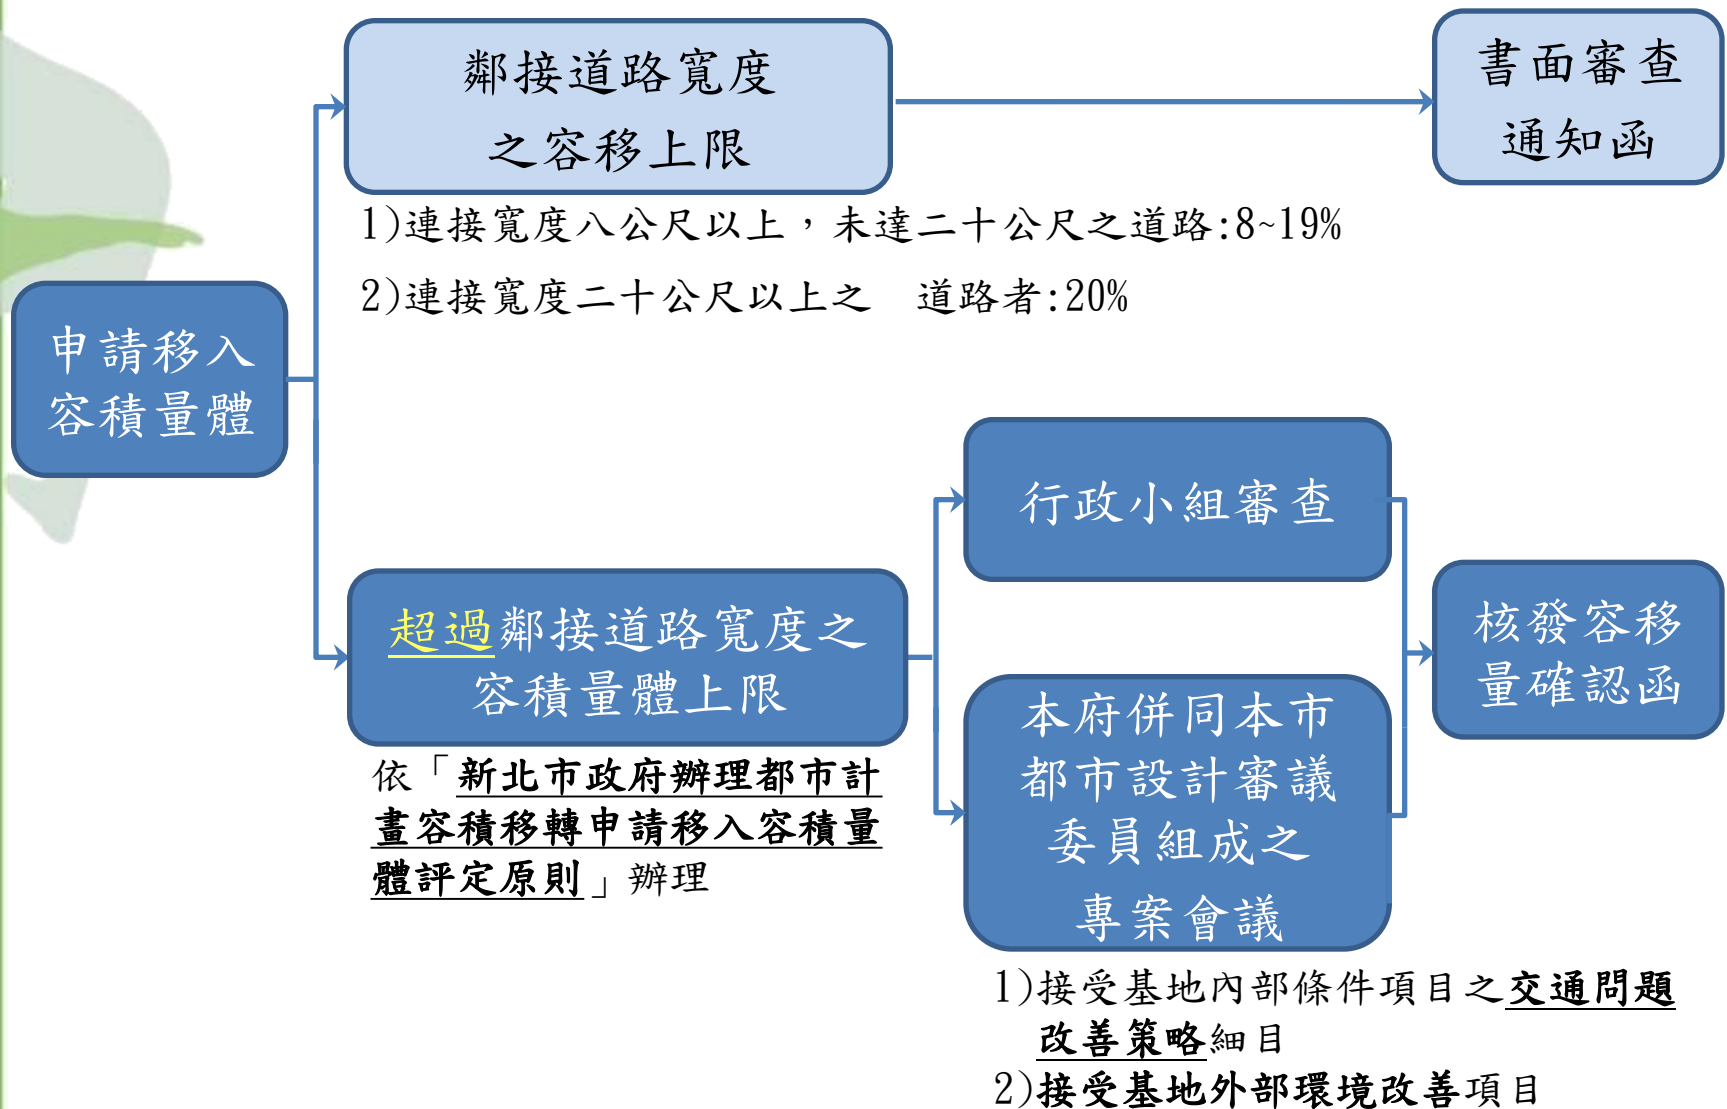 鄰接道路寬度
之容移上限
書面審查
通知函
1)連接寬度八公尺以上，未達二十公尺之道路:8~19%
2)連接寬度二十公尺以上之　道路者:20%
申請移入
容積量體
行政小組審查
超過鄰接道路寬度之
容積量體上限
依「新北市政府辦理都市計
畫容積移轉申請移入容積量
體評定原則」辦理
本府併同本市
都市設計審議
委員組成之
專案會議
核發容移
量確認函
1)接受基地內部條件項目之交通問題
改善策略細目
2)接受基地外部環境改善項目